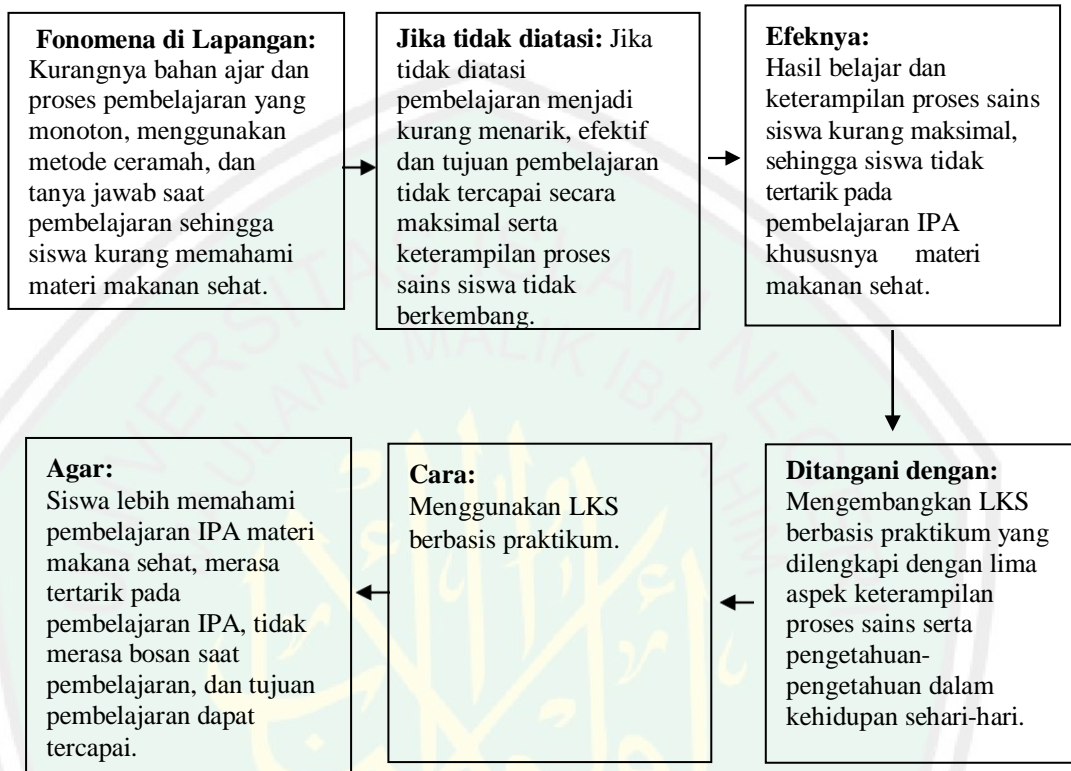 Fonomena di Lapangan:
Kurangnya bahan ajar dan
proses pembelajaran yang
monoton, menggunakan
metode ceramah, dan
tanya jawab saat
pembelajaran sehingga
siswa kurang memahami
materi makanan sehat.
Jika tidak diatasi: Jika
tidak diatasi
pembelajaran menjadi
kurang menarik, efektif
dan tujuan pembelajaran
tidak tercapai secara
maksimal serta
keterampilan proses
sains siswa tidak
berkembang.
Efeknya:
Hasil belajar dan
keterampilan proses sains
siswa kurang maksimal,
sehingga siswa tidak
tertarik pada
pembelajaran IPA
khususnya materi
makanan sehat.
Ditangani dengan:
Mengembangkan LKS
berbasis praktikum yang
dilengkapi dengan lima
aspek keterampilan
proses sains serta
pengetahuan-
pengetahuan dalam
kehidupan sehari-hari.
Cara:
Menggunakan LKS
berbasis praktikum.
Agar:
Siswa lebih memahami
pembelajaran IPA materi
makana sehat, merasa
tertarik pada
pembelajaran IPA, tidak
merasa bosan saat
pembelajaran, dan tujuan
pembelajaran dapat
tercapai.